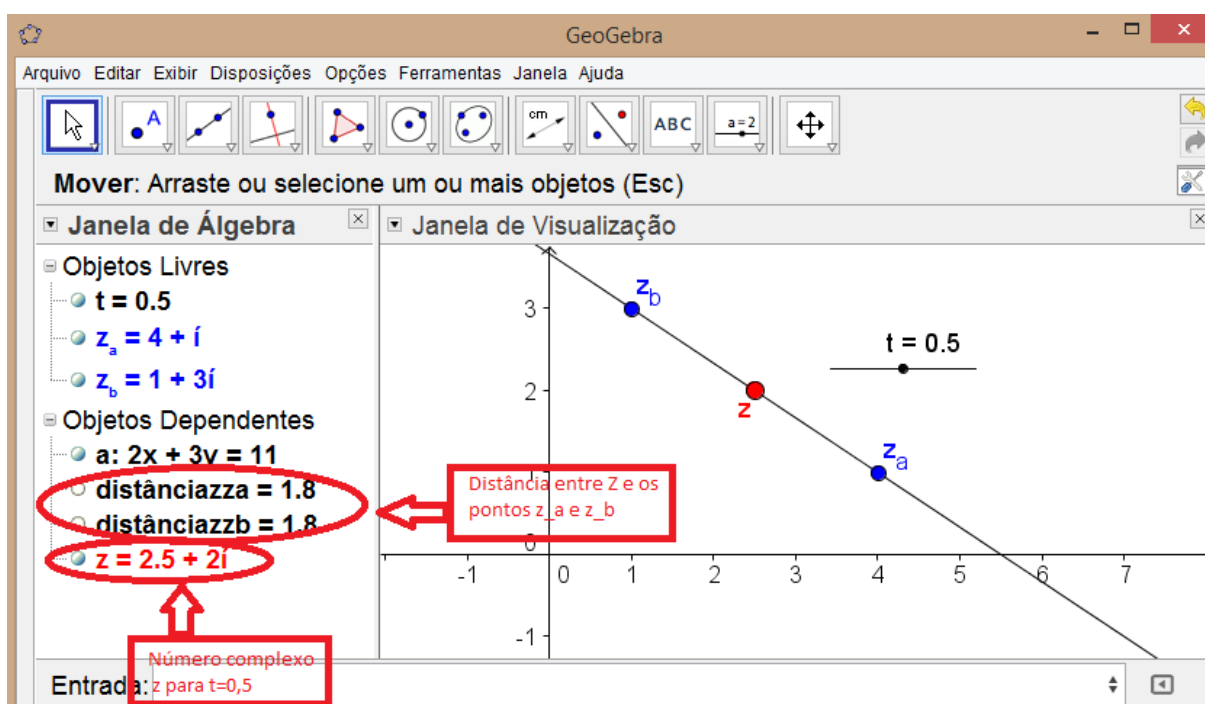 GeoGebra
Arquivo Editar Exibir Disposições Opções Ferramentas Janela Ajuda
A
cm
ABC
a=2
Mover: Arraste ou selecione um ou mais objetos (Esc)
Janela de Álgebra
Janela de Visualização
Objetos Livres
t = 0.5
z_a = 4 + í
z_b = 1 + 3í
Objetos Dependentes
a: 2x + 3y = 11
distânciazza = 1.8
distânciazzb = 1.8
z = 2.5 + 2í
Distância entre Z e os
pontos z_a e z_b
Número complexo
z para t=0,5
z_b
z
z_a
t = 0.5
3
2
1
0
-1
-1
0
1
2
3
4
5
6
7
Entrada: